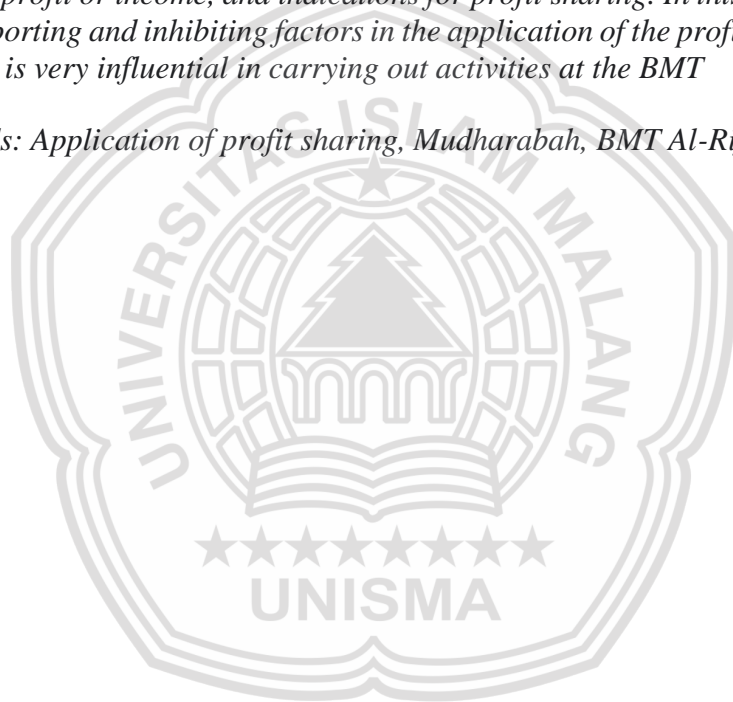 profit or income, and indications for profit sharing. In
porting and inhibiting factors in the application of the profi
is very influential in carrying out activities at the BMT
s: Application of profit sharing, Mudharabah, BMT Al-Ri
UNIVERSITAS ISLAM MALANG
UNISMA